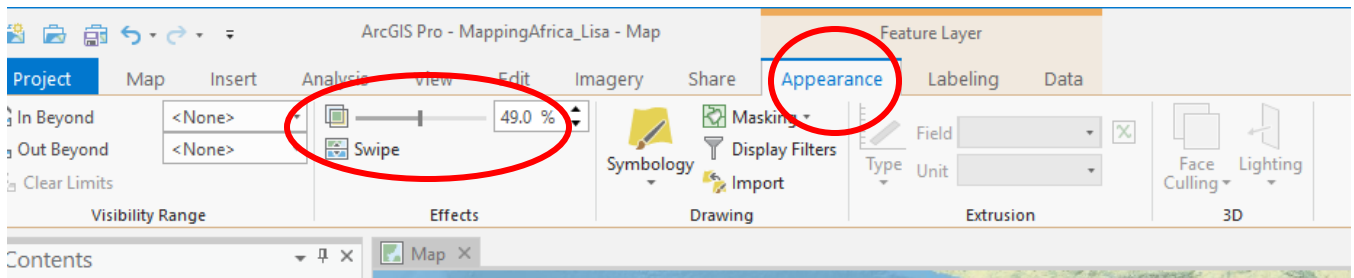 ArcGIS Pro - MappingAfrica_Lisa - Map
Feature Layer
Project Map Insert Analysis View Edit Imagery Share Appearance Labeling Data
In Beyond <None>
Out Beyond <None>
Clear Limits
Visibility Range
49.0 %
Swipe
Effects
Symbology
Masking
Display Filters
Import
Drawing
Type
Field
Unit
Extrusion
Face
Culling
Lighting
3D
Contents
Map